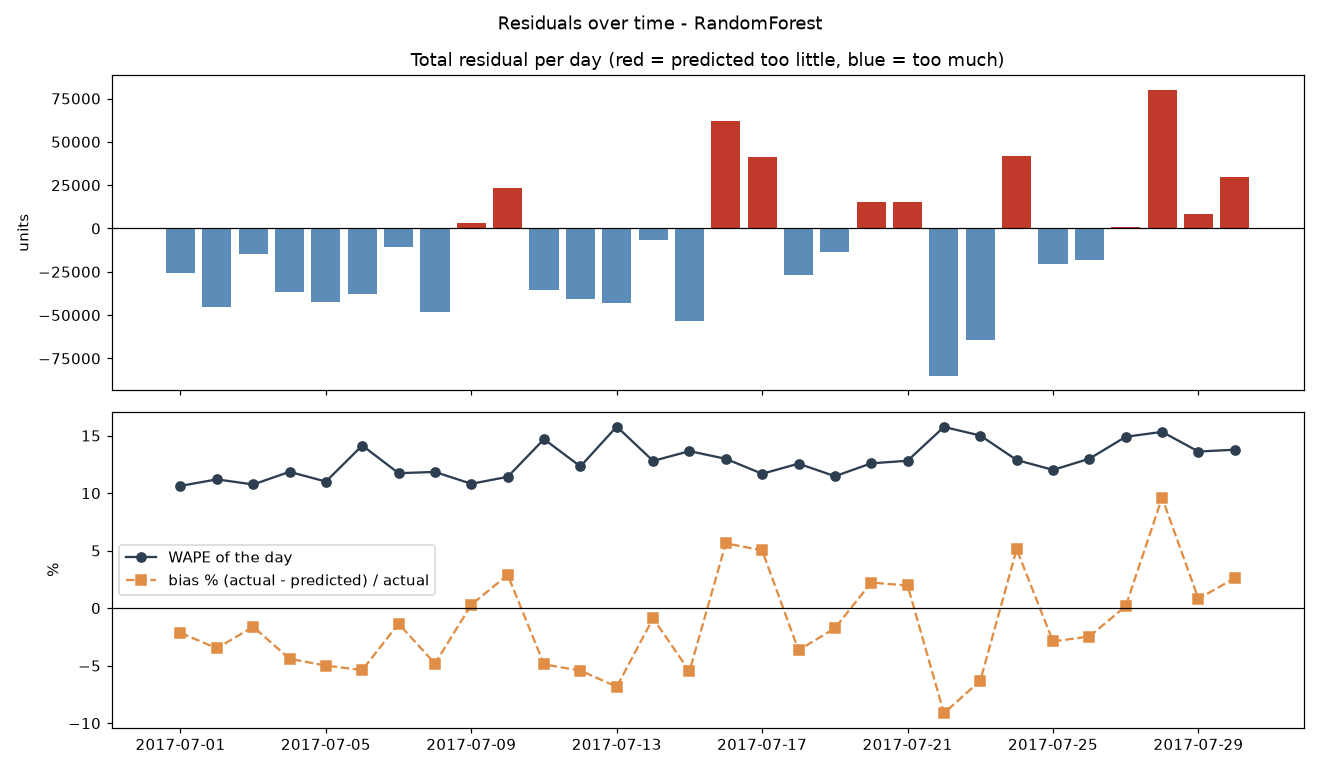 Residuals over time - RandomForest
Total residual per day (red = predicted too little, blue = too much)
75000
50000
25000
0
−25000
−50000
−75000
units
15
10
5
0
−5
−10
%
WAPE of the day
bias % (actual - predicted) / actual
2017-07-01 2017-07-05 2017-07-09 2017-07-13 2017-07-17 2017-07-21 2017-07-25 2017-07-29